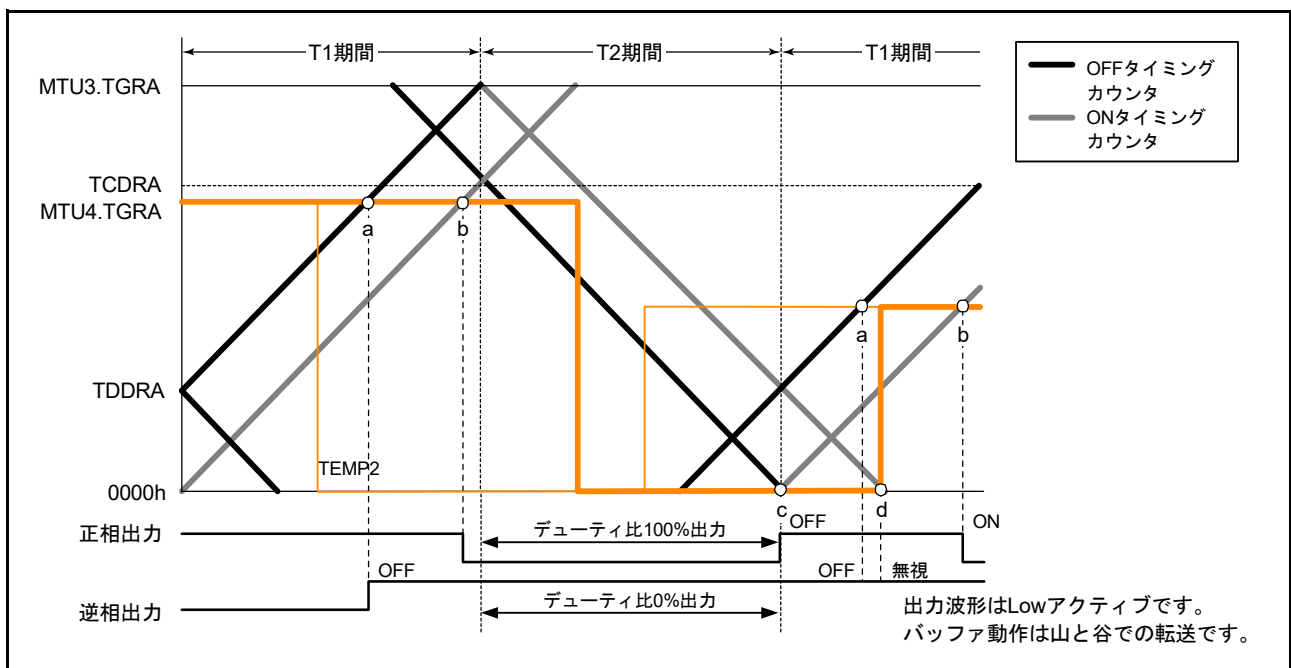 T1期間
T2期間
T1期間
OFFタイミング
カウンタ
ONタイミング
カウンタ
MTU3.TGRA
TCDRA
MTU4.TGRA
a
b
a
b
TDDRA
TEMP2
0000h
c
d
正相出力
デューティ比100%出力
OFF
ON
OFF
OFF
無視
逆相出力
デューティ比0%出力
出力波形はLowアクティブです。
バッファ動作は山と谷での転送です。